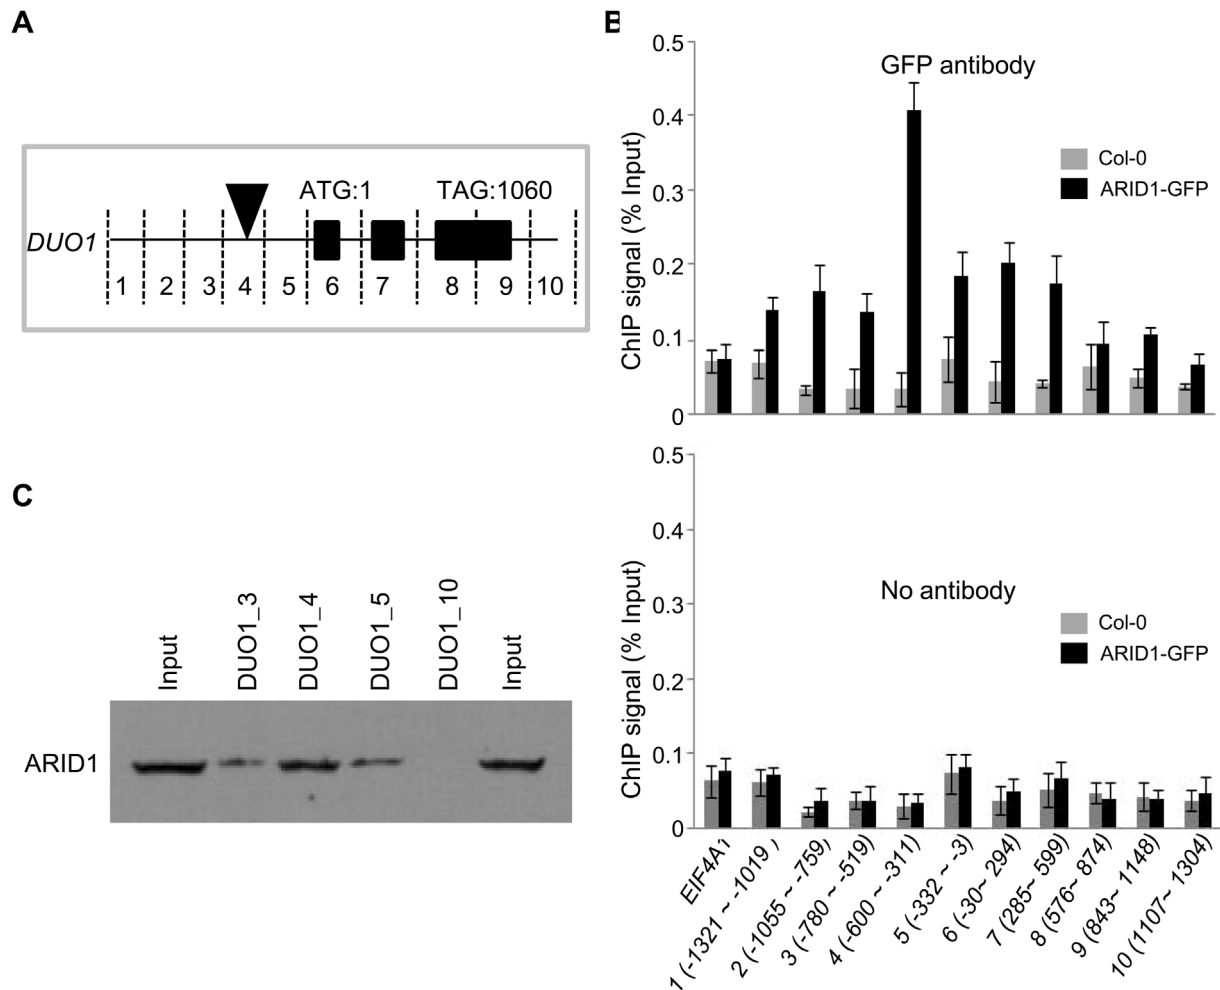 A
ATG:1 TAG:1060
DUO1
1 2 3 4 5 6 7 8 9 10
B
0.5
0.4
0.3
0.2
0.1
0
ChIP signal (% Input)
GFP antibody
Col-0
ARID1-GFP
0.5
0.4
0.3
0.2
0.1
0
ChIP signal (% Input)
No antibody
Col-0
ARID1-GFP
EIF4A1
1 (-1321 ~ -1019 )
2 (-1055 ~ -759)
3 (-780 ~ -519)
4 (-600 ~ -311)
5 (-332 ~ -3)
6 (-30~ 294)
7 (285~ 599)
8 (576~ 874)
9 (843~ 1148)
10 (1107~ 1304)
C
Input
DUO1_3
DUO1_4
DUO1_5
DUO1_10
Input
ARID1